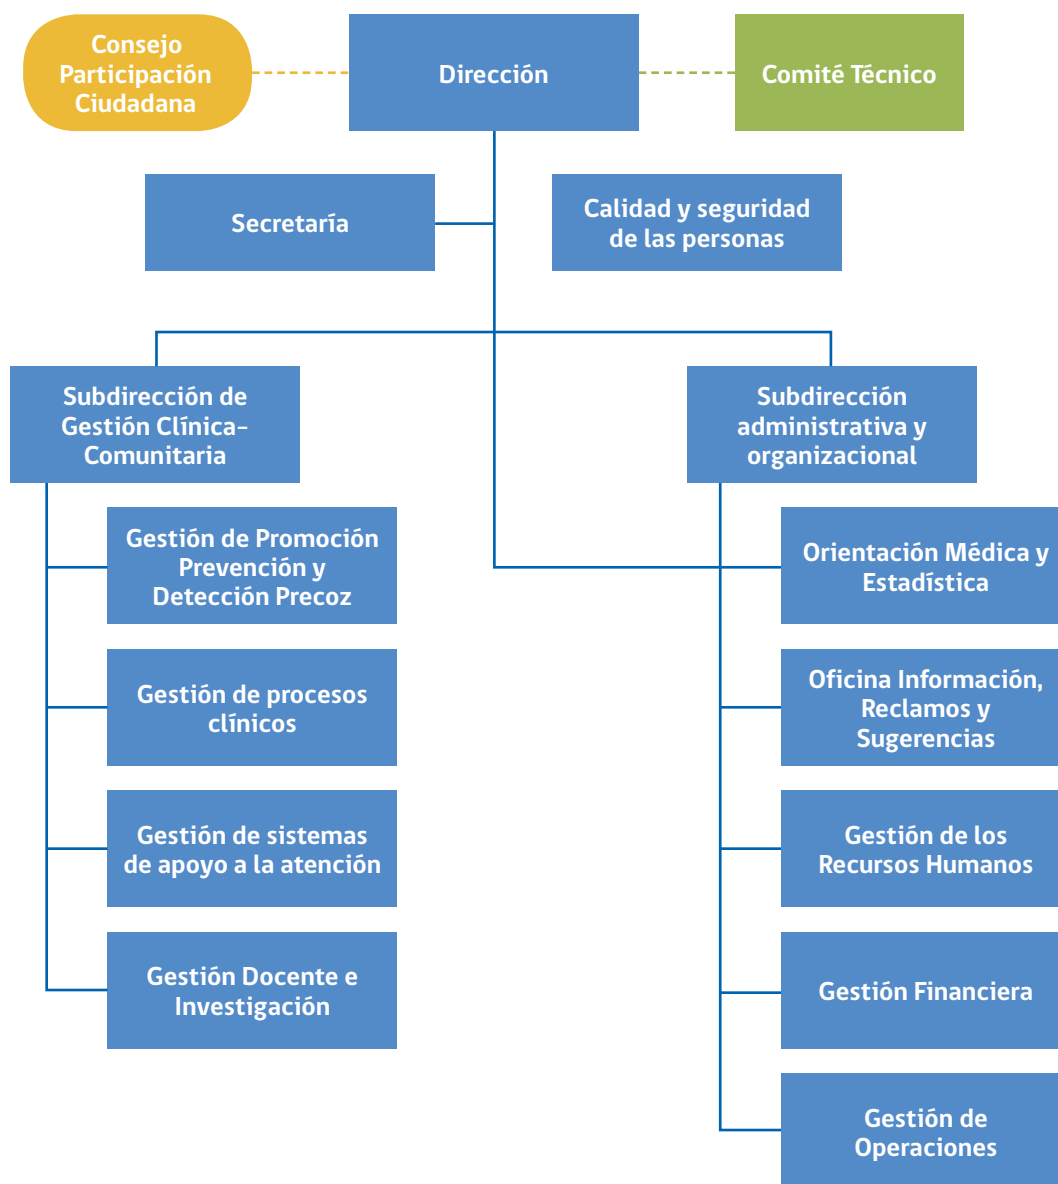 Consejo
Participación
Ciudadana
Dirección
Comité Técnico
Secretaría
Calidad y seguridad
de las personas
Subdirección de
Gestión Clínica-
Comunitaria
Subdirección
administrativa y
organizacional
Gestión de Promoción
Prevención y
Detección Precoz
Gestión de procesos
clínicos
Gestión de sistemas
de apoyo a la atención
Gestión Docente e
Investigación
Orientación Médica y
Estadística
Oficina Información,
Reclamos y
Sugerencias
Gestión de los
Recursos Humanos
Gestión Financiera
Gestión de
Operaciones